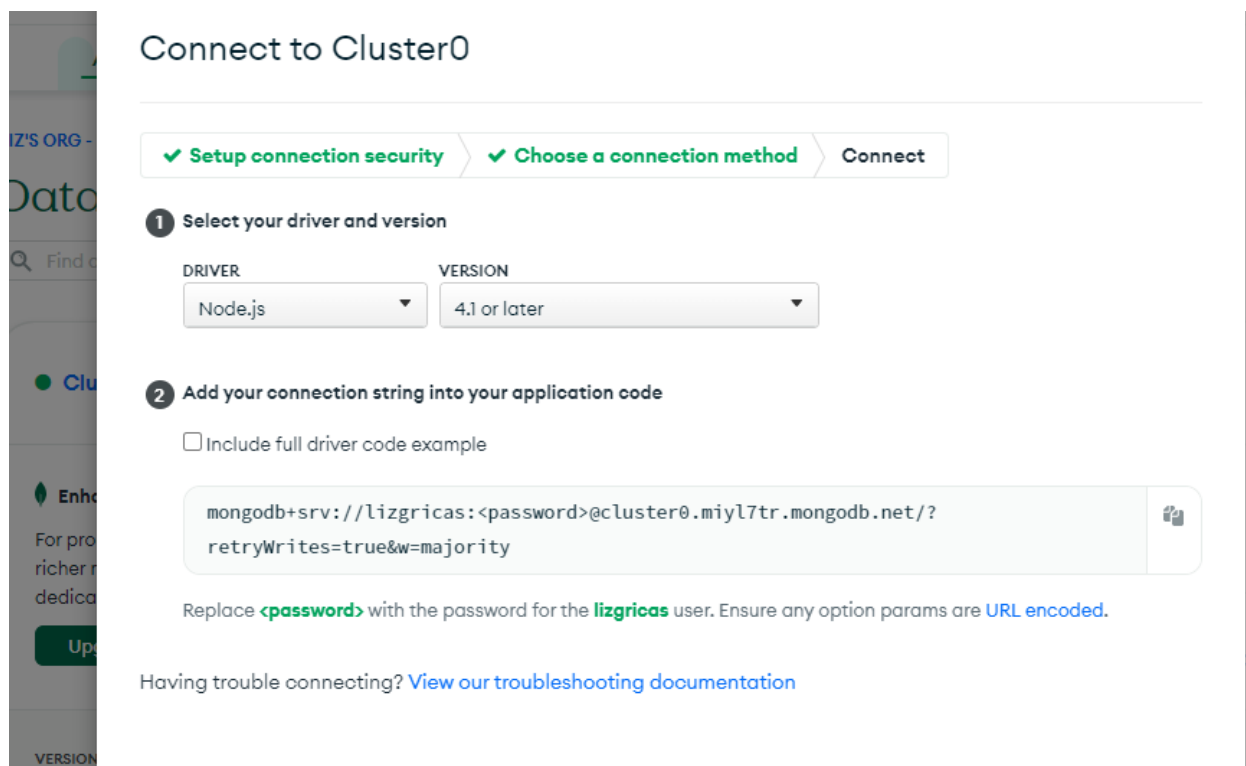 Connect to Cluster0
IZ'S ORG -
Data
Find
Clu
Enha
For pro
richer
dedica
Upg
VERSION
✔ Setup connection security
✔ Choose a connection method
Connect
1 Select your driver and version
DRIVER VERSION
Node.js 4.1 or later
2 Add your connection string into your application code
Include full driver code example
mongodb+srv://lizgricas:<password>@cluster0.miyl7tr.mongodb.net/?
retryWrites=true&w=majority
Replace <password> with the password for the lizgricas user. Ensure any option params are URL encoded.
Having trouble connecting? View our troubleshooting documentation